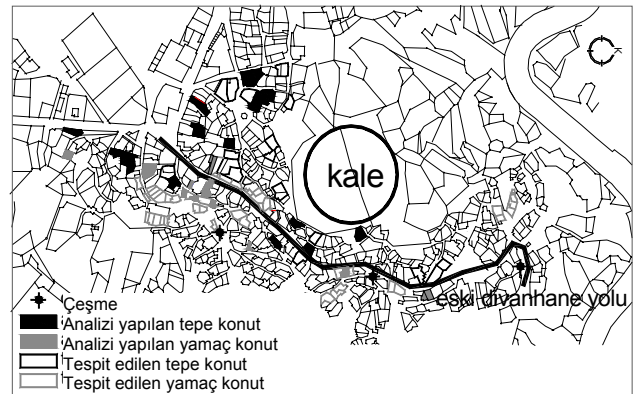 K
kale
eski divanhane yolu
Çeşme
Analizi yapılan tepe konut
Analizi yapılan yamaç konut
Tespit edilen tepe konut
Tespit edilen yamaç konut